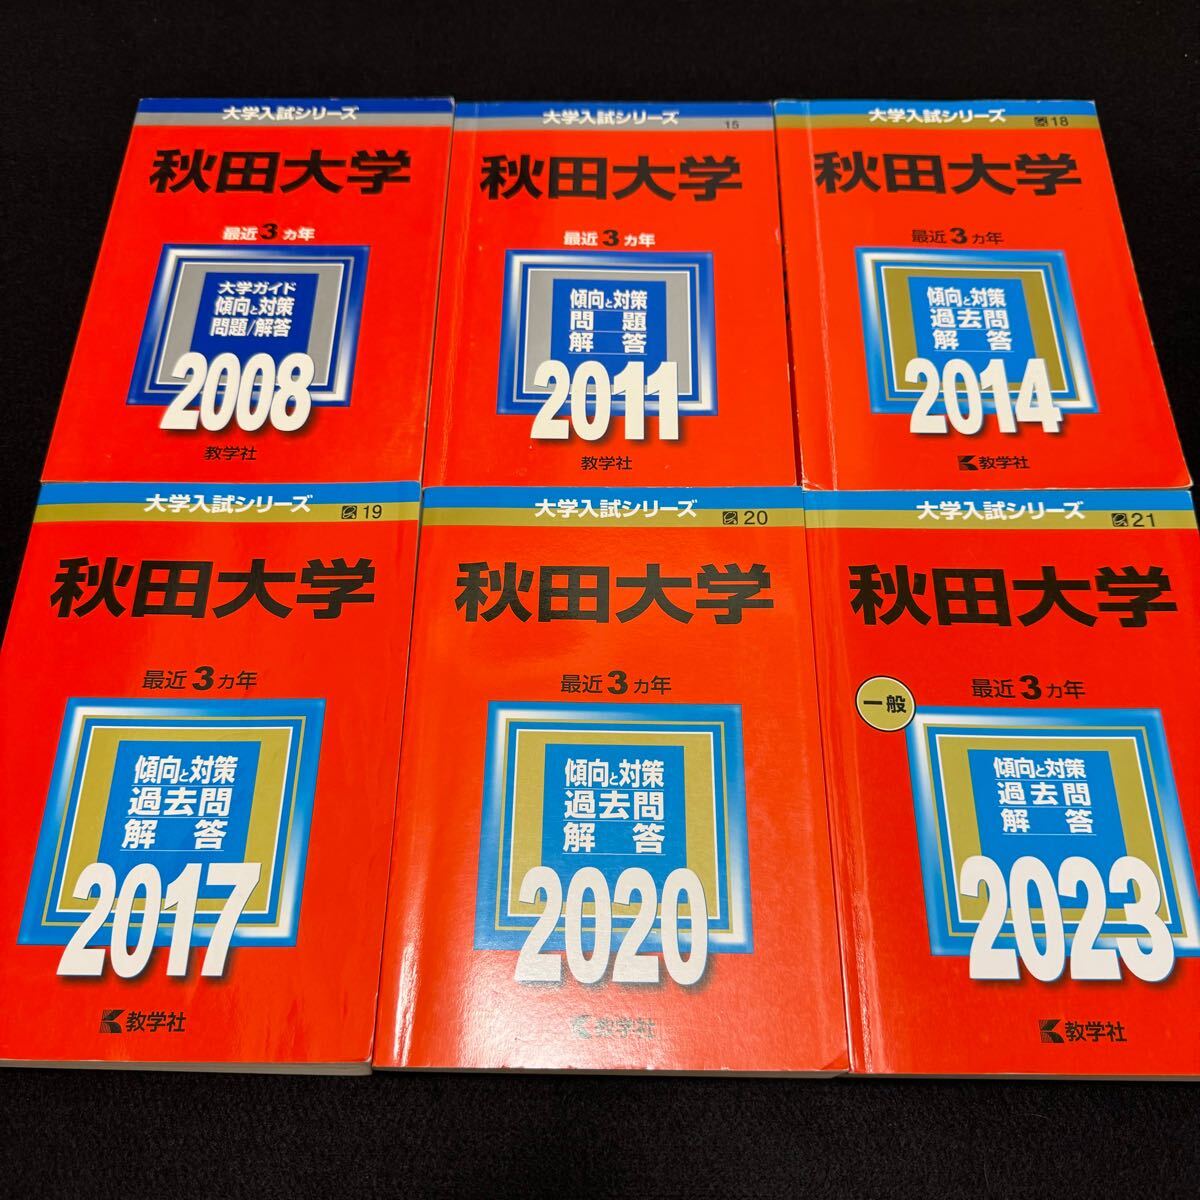 大学入試シリーズ
秋田大学
最近3ヵ年
大学ガイド
傾向と対策
問題/解答
2008
教学社
大学入試シリーズ
15
秋田大学
最近3ヵ年
傾向と対策
問題
解答
2011
教学社
大学入試シリーズ
18
秋田大学
最近3ヵ年
傾向と対策
過去問
解答
2014
教学社
大学入試シリーズ
19
秋田大学
最近3ヵ年
傾向と対策
過去問
解答
2017
教学社
大学入試シリーズ
20
秋田大学
最近3ヵ年
傾向と対策
過去問
解答
2020
教学社
大学入試シリーズ
21
秋田大学
最近3ヵ年
一般
傾向と対策
過去問
解答
2023
教学社